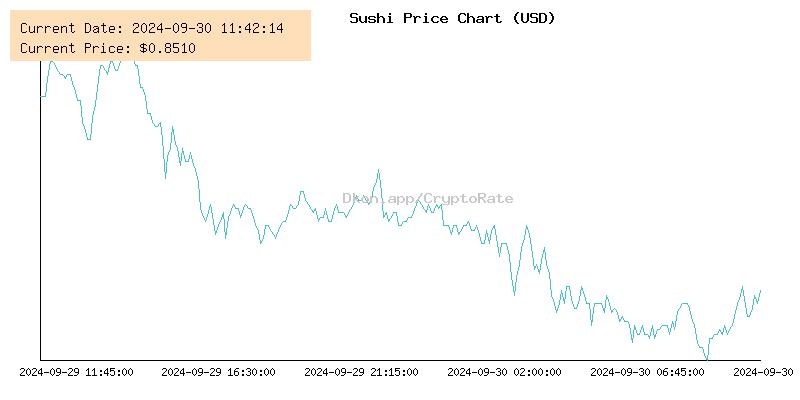 Sushi Price Chart (USD)
Current Date: 2024-09-30 11:42:14
Current Price: $0.8510
Dkon.app/CryptoRate
2024-09-29 11:45:00 2024-09-29 16:30:00 2024-09-29 21:15:00 2024-09-30 02:00:00 2024-09-30 06:45:00 2024-09-30